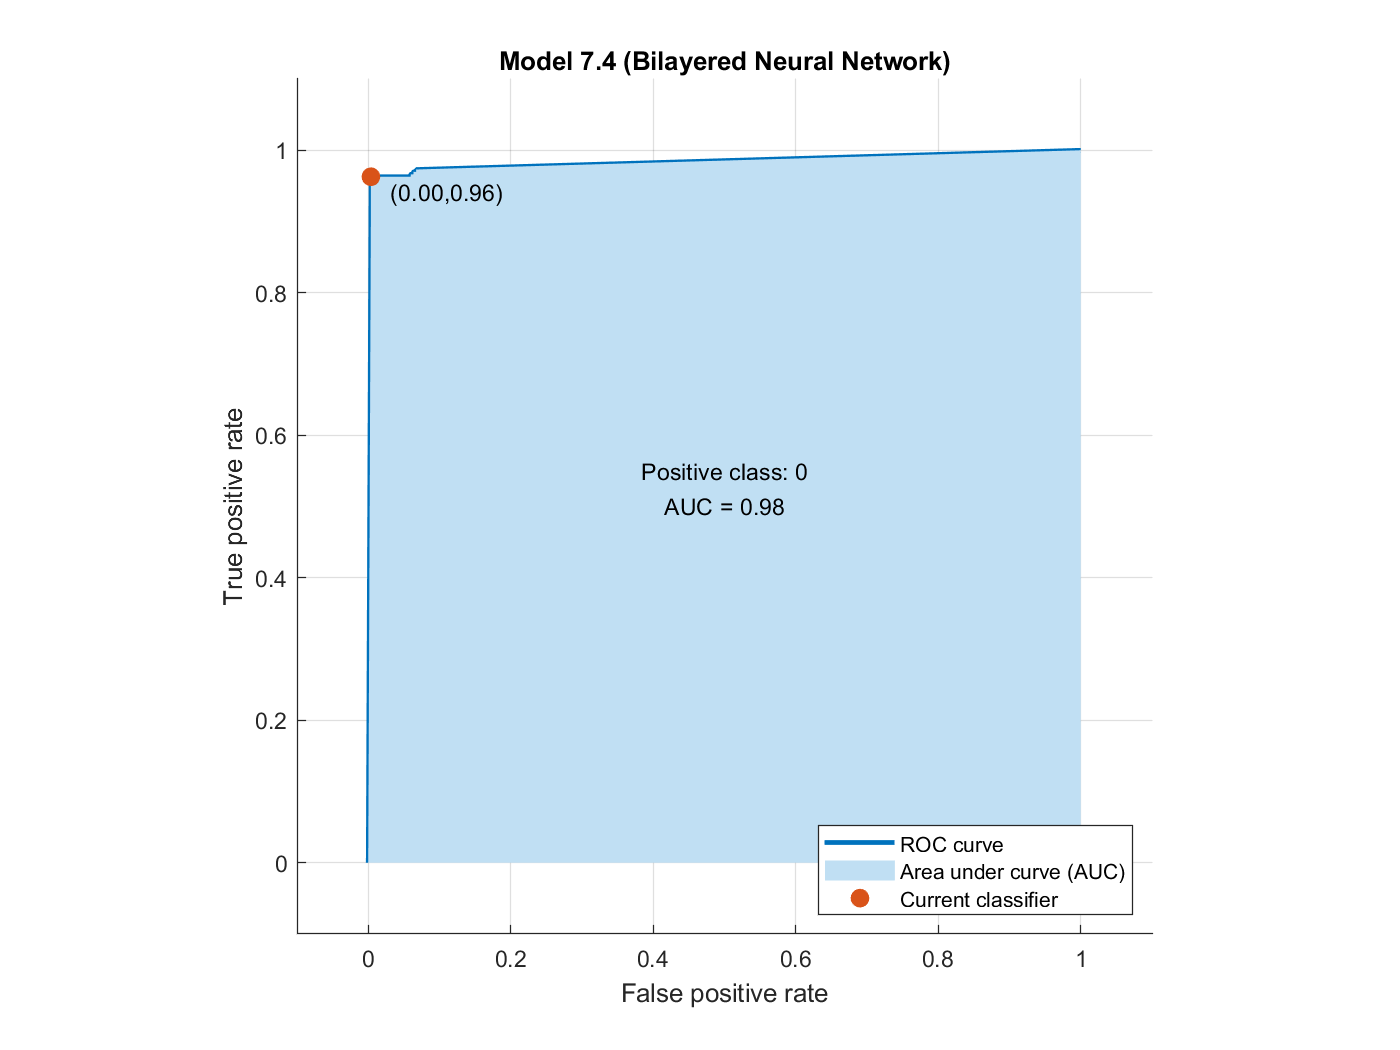 Model 7.4 (Bilayered Neural Network)
1
0.8
0.6
0.4
0.2
0
True positive rate
(0.00,0.96)
Positive class: 0
AUC = 0.98
ROC curve
Area under curve (AUC)
Current classifier
0 0.2 0.4 0.6 0.8 1
False positive rate